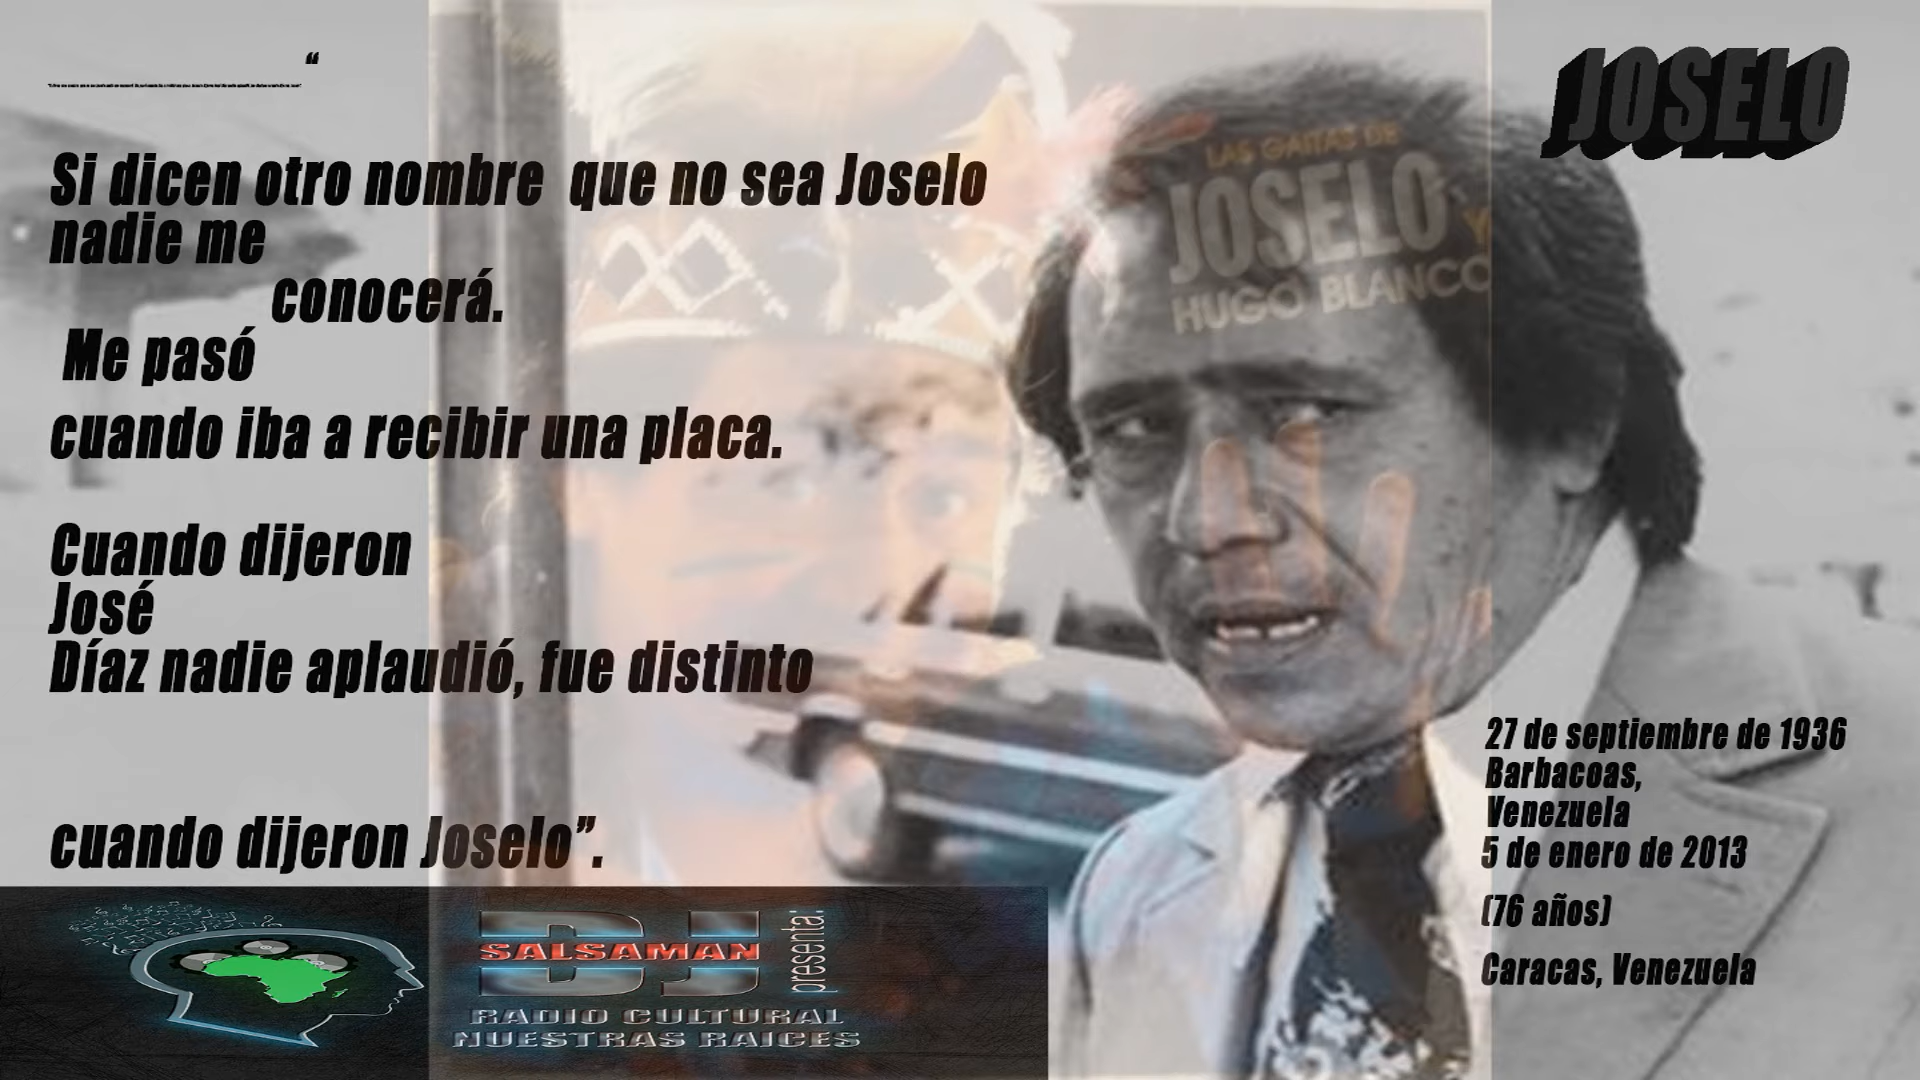 “
JOSELO
Si dicen otro nombre que no sea Joselo
nadie me
conocerá.
Me pasó
cuando iba a recibir una placa.
Cuando dijeron
José
Díaz nadie aplaudió, fue distinto
cuando dijeron Joselo”.
LAS GAITAS DE
JOSELO Y
HUGO BLANCO
27 de septiembre de 1936
Barbacoas,
Venezuela
5 de enero de 2013
(76 años)
Caracas, Venezuela
DJ
SALSAMAN
presenta:
RADIO CULTURAL
NUESTRAS RAICES